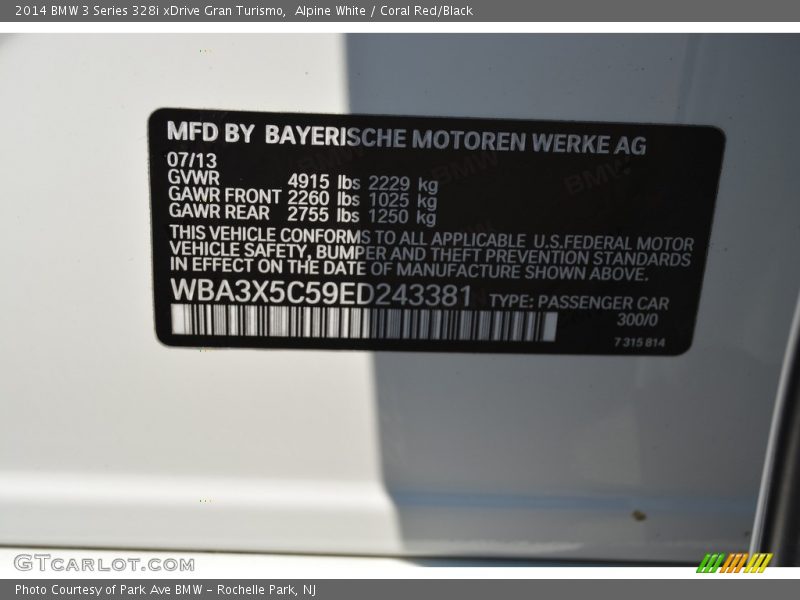 2014 BMW 3 Series 328i xDrive Gran Turismo,  Alpine White / Coral Red/Black
MFD BY BAYERISCHE MOTOREN WERKE AG
07/13
GVWR 4915 lbs 2229 kg
GAWR FRONT 2260 lbs 1025 kg
GAWR REAR 2755 lbs 1250 kg
THIS VEHICLE CONFORMS TO ALL APPLICABLE U.S.FEDERAL MOTOR
VEHICLE SAFETY, BUMPER AND THEFT PREVENTION STANDARDS
IN EFFECT ON THE DATE OF MANUFACTURE SHOWN ABOVE.
WBA3X5C59ED243381 TYPE: PASSENGER CAR
300/0
7 315 814
GTCARLOT.COM
Photo Courtesy of Park Ave BMW - Rochelle Park, NJ